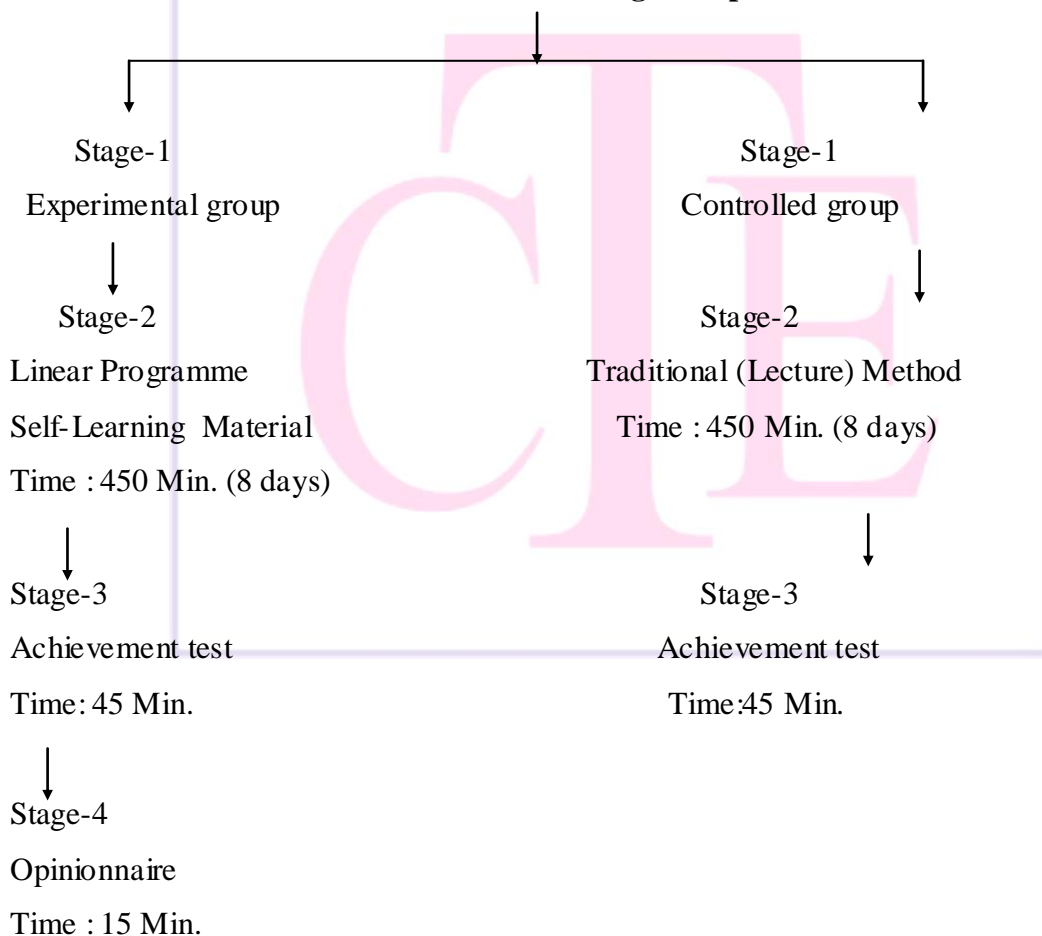 Stage-1
Experimental group
Stage-2
Linear Programme
Self-Learning Material
Time : 450 Min. (8 days)
Stage-3
Achievement test
Time: 45 Min.
Stage-4
Opinionnaire
Time : 15 Min.
Stage-1
Controlled group
Stage-2
Traditional (Lecture) Method
Time : 450 Min. (8 days)
Stage-3
Achievement test
Time:45 Min.
CTE